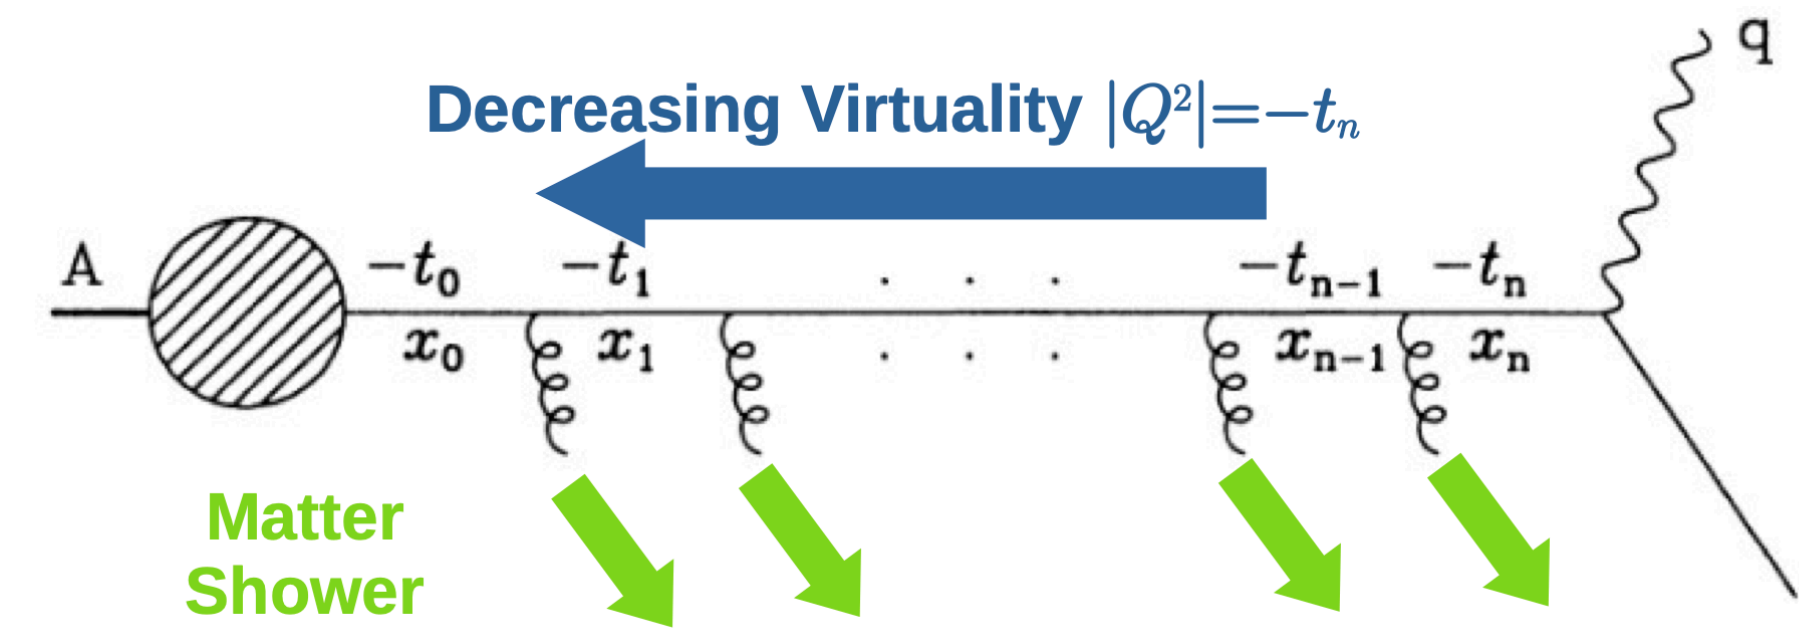 q
Decreasing Virtuality |Q²|=−tₙ
A −t₀ −t₁ . . . −tₙ₋₁ −tₙ
x₀ x₁ . . . xₙ₋₁ xₙ
Matter
Shower